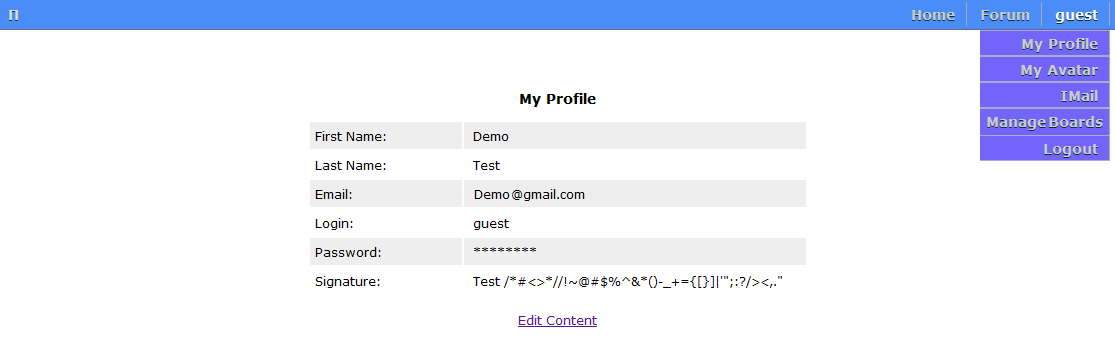 П Home Forum guest
My Profile
My Avatar
IMail
Manage Boards
Logout
My Profile
First Name: Demo
Last Name: Test
Email: Demo@gmail.com
Login: guest
Password: ********
Signature: Test /*#<>*//!~@#$%^&*()-_+={[}]|'";:?/><,."
Edit Content